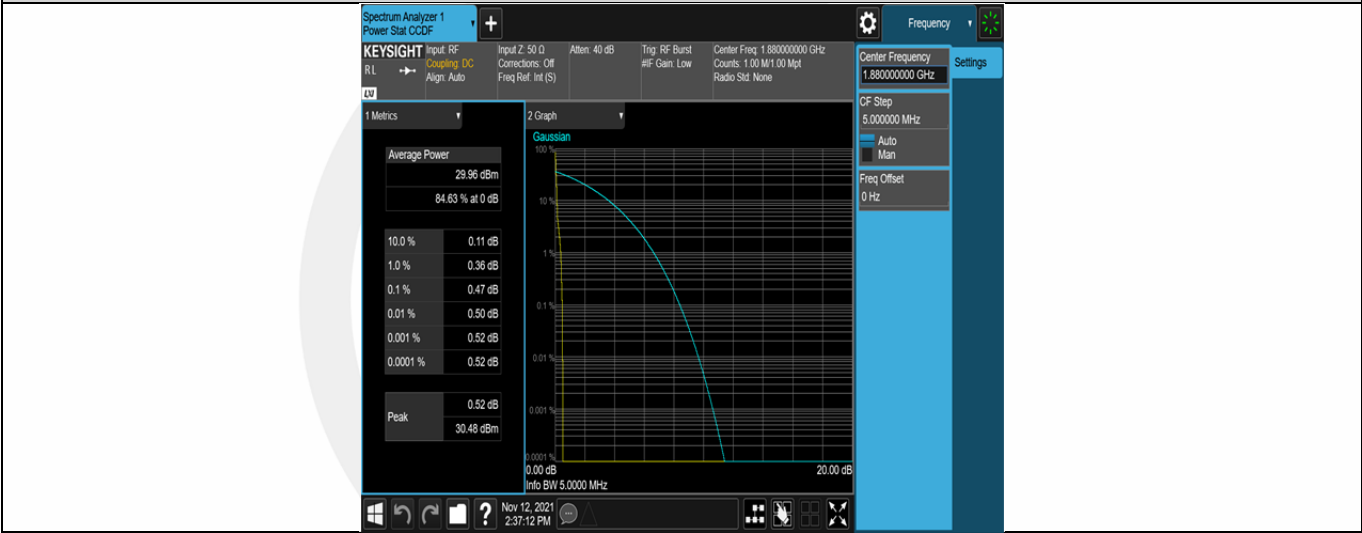 Spectrum Analyzer 1
Power Stat CCDF
+
Frequency
KEYSIGHT
R L
LXI
Input: RF
Coupling: DC
Align: Auto
Input Z: 50 Ω
Corrections: Off
Freq Ref: Int (S)
Atten: 40 dB
Trig: RF Burst
#IF Gain: Low
Center Freq: 1.880000000 GHz
Counts: 1.00 M/1.00 Mpt
Radio Std: None
Center Frequency
1.880000000 GHz
Settings
CF Step
5.000000 MHz
Auto
Man
Freq Offset
0 Hz
1 Metrics
Average Power
29.96 dBm
84.63 % at 0 dB
10.0 % 0.11 dB
1.0 % 0.36 dB
0.1 % 0.47 dB
0.01 % 0.50 dB
0.001 % 0.52 dB
0.0001 % 0.52 dB
Peak
0.52 dB
30.48 dBm
2 Graph
Gaussian
100 %
10 %
1 %
0.1 %
0.01 %
0.001 %
0.0001 %
0.00 dB 20.00 dB
Info BW 5.0000 MHz
?
Nov 12, 2021
2:37:12 PM